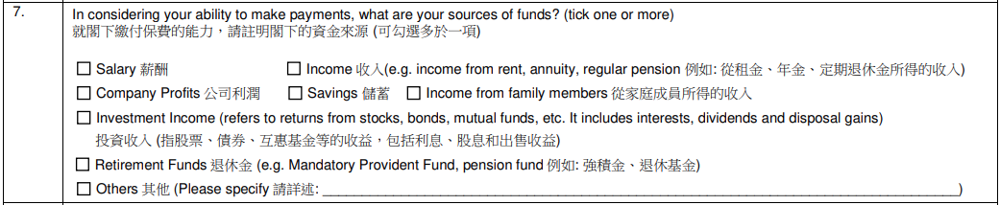 7. In considering your ability to make payments, what are your sources of funds? (tick one or more)
就閣下繳付保費的能力，請註明閣下的資金來源 (可勾選多於一項)
☐ Salary 薪酬 ☐ Income 收入(e.g. income from rent, annuity, regular pension 例如: 從租金、年金、定期退休金所得的收入)
☐ Company Profits 公司利潤 ☐ Savings 儲蓄 ☐ Income from family members 從家庭成員所得的收入
☐ Investment Income (refers to returns from stocks, bonds, mutual funds, etc. It includes interests, dividends and disposal gains)
投資收入 (指股票、債券、互惠基金等的收益，包括利息、股息和出售收益)
☐ Retirement Funds 退休金 (e.g. Mandatory Provident Fund, pension fund 例如: 強積金、退休基金)
☐ Others 其他 (Please specify 請詳述: ______________________________)